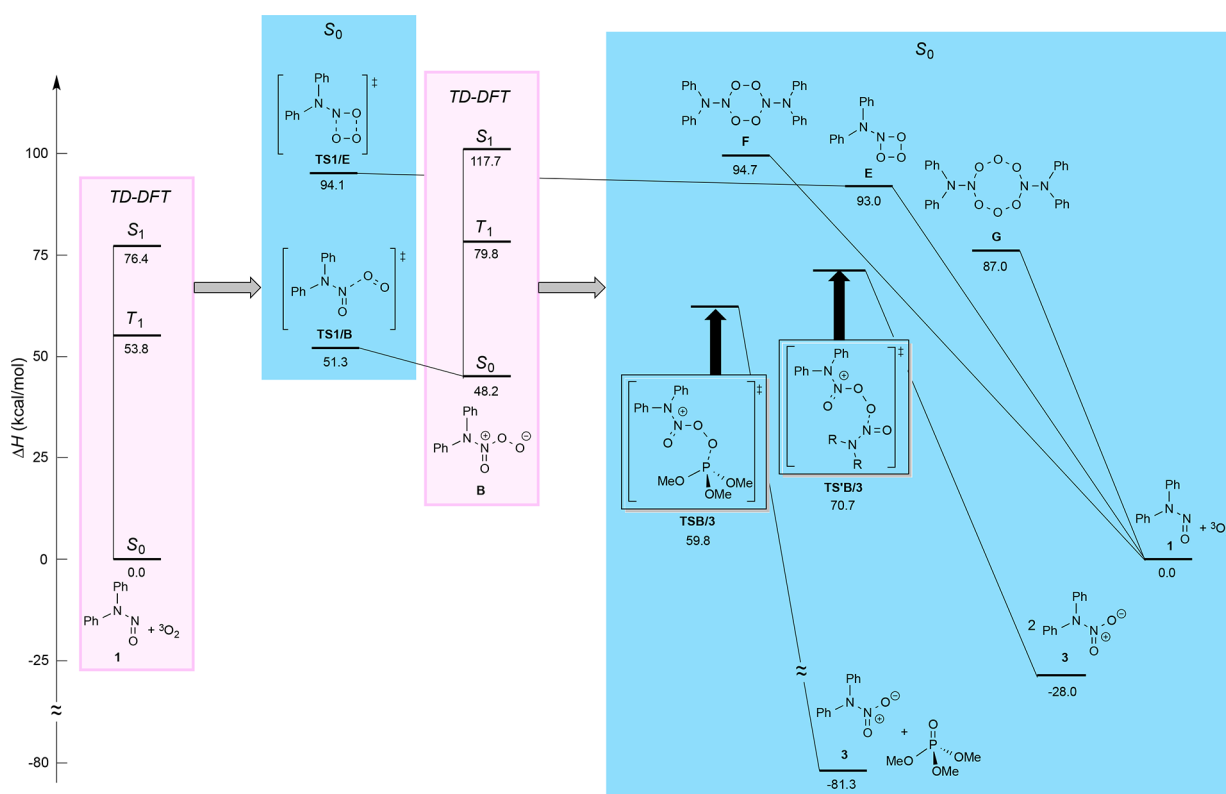 ΔH (kcal/mol)
100
75
50
25
0
-25
≈
-80
TD-DFT
S1
76.4
T1
53.8
S0
0.0
Ph
Ph
N
N
O
+ ³O2
1
S0
‡
Ph
Ph
N
N
O
O
O
TS1/E
94.1
‡
Ph
Ph
N
N
O
O
O
TS1/B
51.3
TD-DFT
S1
117.7
T1
79.8
S0
48.2
Ph
Ph
N
N
⊕
O
O
⊖
O
B
S0
Ph
Ph
N
N
O
O
O
O
N
N
Ph
Ph
F
94.7
Ph
Ph
N
N
O
O
O
E
93.0
Ph
Ph
N
N
O
O
O
O
O
O
N
N
Ph
Ph
G
87.0
‡
Ph
Ph
N
⊕
N
O
O
O
P
MeO
OMe
OMe
TSB/3
59.8
‡
Ph
Ph
N
⊕
N
O
O
O
N
O
N
R
R
TS'B/3
70.7
Ph
Ph
N
N
O
+ ³O
1
0.0
2
Ph
Ph
N
N
⊕
O
⊖
O
3
-28.0
≈
Ph
Ph
N
N
⊕
O
⊖
O
3
+
O
P
MeO
OMe
OMe
-81.3